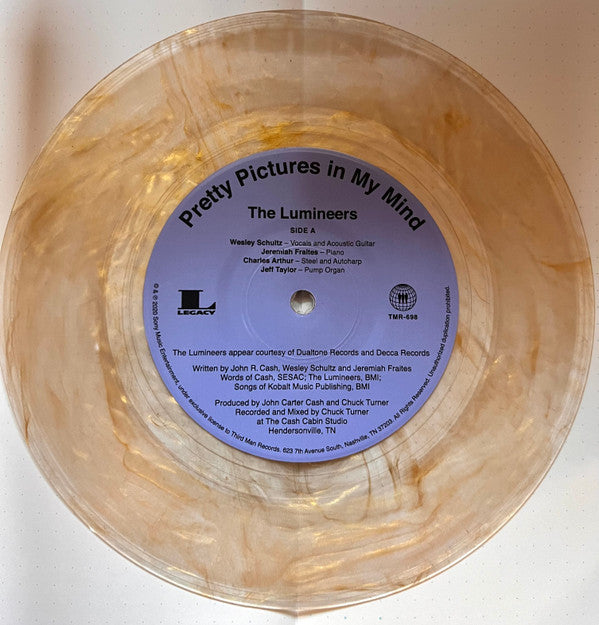 Pretty Pictures in My Mind
The Lumineers
SIDE A
Wesley Schultz – Vocals and Acoustic Guitar
Jeremiah Fraites – Piano
Charles Arthur – Steel and Autoharp
Jeff Taylor – Pump Organ
L
LEGACY
TMR-698
The Lumineers appear courtesy of Dualtone Records and Decca Records
Written by John R. Cash, Wesley Schultz and Jeremiah Fraites
Words of Cash, SESAC; The Lumineers, BMI;
Songs of Kobalt Music Publishing, BMI
Produced by John Carter Cash and Chuck Turner
Recorded and Mixed by Chuck Turner
at The Cash Cabin Studio
Hendersonville, TN
℗ & © 2020 Sony Music Entertainment, under exclusive license to Third Man Records. 623 7th Avenue South, Nashville, TN 37203. All Rights Reserved. Unauthorized duplication prohibited.